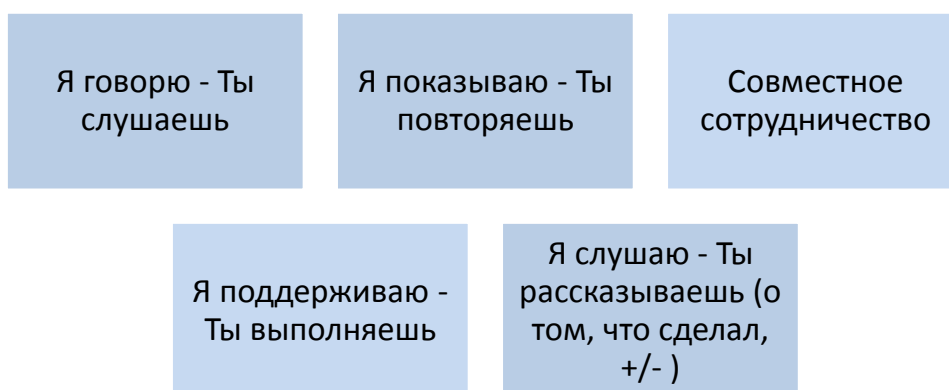 Я говорю - Ты
слушаешь
Я показываю - Ты
повторяешь
Совместное
сотрудничество
Я поддерживаю -
Ты выполняешь
Я слушаю - Ты
рассказываешь (о
том, что сделал,
+/- )